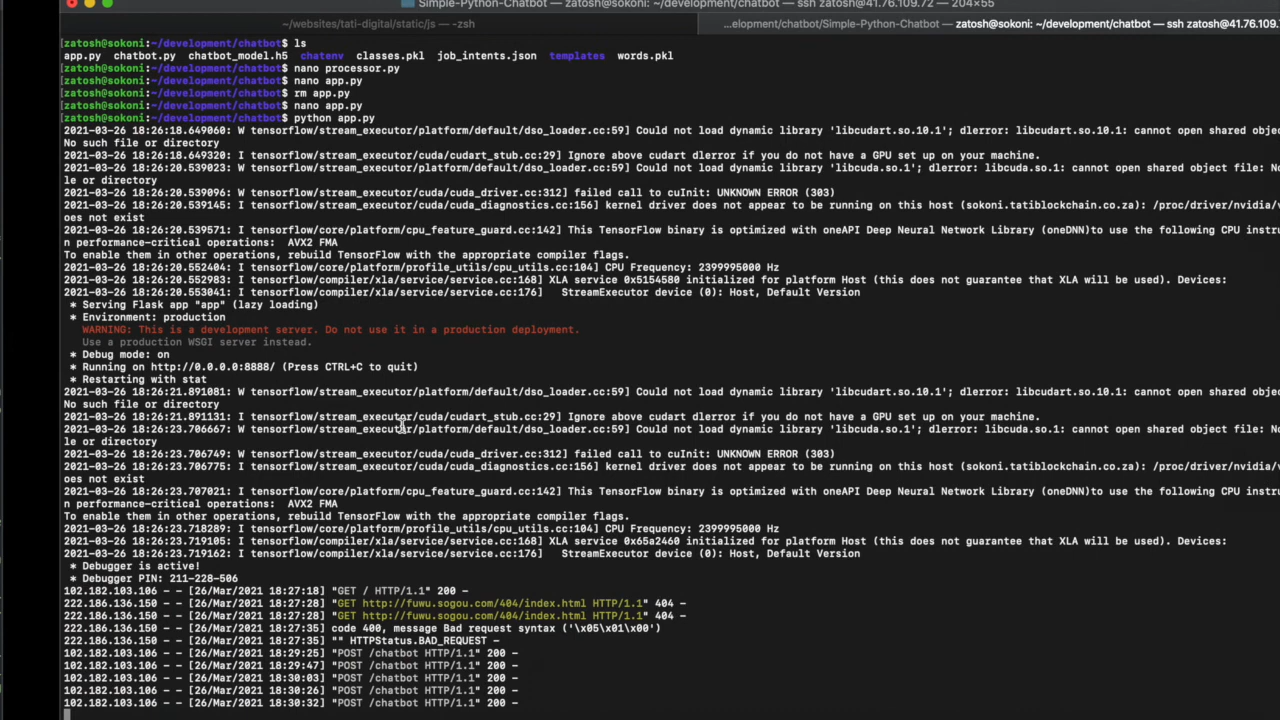 Simple-Python-Chatbot — zatosh@sokoni: ~/development/chatbot — ssh zatosh@41.76.109.72 — 204×55
~/websites/tati-digital/static/js — -zsh
...elopment/chatbot/Simple-Python-Chatbot — zatosh@sokoni: ~/development/chatbot — ssh zatosh@41.76.109.
[zatosh@sokoni:~/development/chatbot$ ls
app.py  chatbot.py  chatbot_model.h5  chatenv  classes.pkl  job_intents.json  templates  words.pkl
[zatosh@sokoni:~/development/chatbot$ nano processor.py
[zatosh@sokoni:~/development/chatbot$ nano app.py
[zatosh@sokoni:~/development/chatbot$ rm app.py
[zatosh@sokoni:~/development/chatbot$ nano app.py
[zatosh@sokoni:~/development/chatbot$ python app.py
2021-03-26 18:26:18.649060: W tensorflow/stream_executor/platform/default/dso_loader.cc:59] Could not load dynamic library 'libcudart.so.10.1'; dlerror: libcudart.so.10.1: cannot open shared obje
No such file or directory
2021-03-26 18:26:18.649320: I tensorflow/stream_executor/cuda/cudart_stub.cc:29] Ignore above cudart dlerror if you do not have a GPU set up on your machine.
2021-03-26 18:26:20.539023: W tensorflow/stream_executor/platform/default/dso_loader.cc:59] Could not load dynamic library 'libcuda.so.1'; dlerror: libcuda.so.1: cannot open shared object file: No
le or directory
2021-03-26 18:26:20.539096: W tensorflow/stream_executor/cuda/cuda_driver.cc:312] failed call to cuInit: UNKNOWN ERROR (303)
2021-03-26 18:26:20.539145: I tensorflow/stream_executor/cuda/cuda_diagnostics.cc:156] kernel driver does not appear to be running on this host (sokoni.tatiblockchain.co.za): /proc/driver/nvidia/v
oes not exist
2021-03-26 18:26:20.539571: I tensorflow/core/platform/cpu_feature_guard.cc:142] This TensorFlow binary is optimized with oneAPI Deep Neural Network Library (oneDNN)to use the following CPU instru
n performance-critical operations:  AVX2 FMA
To enable them in other operations, rebuild TensorFlow with the appropriate compiler flags.
2021-03-26 18:26:20.552404: I tensorflow/core/platform/profile_utils/cpu_utils.cc:104] CPU Frequency: 2399995000 Hz
2021-03-26 18:26:20.552983: I tensorflow/compiler/xla/service/service.cc:168] XLA service 0x5154580 initialized for platform Host (this does not guarantee that XLA will be used). Devices:
2021-03-26 18:26:20.553041: I tensorflow/compiler/xla/service/service.cc:176]   StreamExecutor device (0): Host, Default Version
* Serving Flask app "app" (lazy loading)
* Environment: production
WARNING: This is a development server. Do not use it in a production deployment.
Use a production WSGI server instead.
* Debug mode: on
* Running on http://0.0.0.0:8888/ (Press CTRL+C to quit)
* Restarting with stat
2021-03-26 18:26:21.891081: W tensorflow/stream_executor/platform/default/dso_loader.cc:59] Could not load dynamic library 'libcudart.so.10.1'; dlerror: libcudart.so.10.1: cannot open shared obje
No such file or directory
2021-03-26 18:26:21.891131: I tensorflow/stream_executor/cuda/cudart_stub.cc:29] Ignore above cudart dlerror if you do not have a GPU set up on your machine.
2021-03-26 18:26:23.706667: W tensorflow/stream_executor/platform/default/dso_loader.cc:59] Could not load dynamic library 'libcuda.so.1'; dlerror: libcuda.so.1: cannot open shared object file: No
le or directory
2021-03-26 18:26:23.706749: W tensorflow/stream_executor/cuda/cuda_driver.cc:312] failed call to cuInit: UNKNOWN ERROR (303)
2021-03-26 18:26:23.706775: I tensorflow/stream_executor/cuda/cuda_diagnostics.cc:156] kernel driver does not appear to be running on this host (sokoni.tatiblockchain.co.za): /proc/driver/nvidia/v
oes not exist
2021-03-26 18:26:23.707021: I tensorflow/core/platform/cpu_feature_guard.cc:142] This TensorFlow binary is optimized with oneAPI Deep Neural Network Library (oneDNN)to use the following CPU instru
n performance-critical operations:  AVX2 FMA
To enable them in other operations, rebuild TensorFlow with the appropriate compiler flags.
2021-03-26 18:26:23.718289: I tensorflow/core/platform/profile_utils/cpu_utils.cc:104] CPU Frequency: 2399995000 Hz
2021-03-26 18:26:23.719105: I tensorflow/compiler/xla/service/service.cc:168] XLA service 0x65a2460 initialized for platform Host (this does not guarantee that XLA will be used). Devices:
2021-03-26 18:26:23.719162: I tensorflow/compiler/xla/service/service.cc:176]   StreamExecutor device (0): Host, Default Version
* Debugger is active!
* Debugger PIN: 211-228-506
102.182.103.106 - - [26/Mar/2021 18:27:18] "GET / HTTP/1.1" 200 -
222.186.136.150 - - [26/Mar/2021 18:27:28] "GET http://fuwu.sogou.com/404/index.html HTTP/1.1" 404 -
222.186.136.150 - - [26/Mar/2021 18:27:28] "GET http://fuwu.sogou.com/404/index.html HTTP/1.1" 404 -
222.186.136.150 - - [26/Mar/2021 18:27:35] code 400, message Bad request syntax ('\x05\x01\x00')
222.186.136.150 - - [26/Mar/2021 18:27:35] "" HTTPStatus.BAD_REQUEST -
102.182.103.106 - - [26/Mar/2021 18:29:25] "POST /chatbot HTTP/1.1" 200 -
102.182.103.106 - - [26/Mar/2021 18:29:47] "POST /chatbot HTTP/1.1" 200 -
102.182.103.106 - - [26/Mar/2021 18:30:03] "POST /chatbot HTTP/1.1" 200 -
102.182.103.106 - - [26/Mar/2021 18:30:26] "POST /chatbot HTTP/1.1" 200 -
102.182.103.106 - - [26/Mar/2021 18:30:32] "POST /chatbot HTTP/1.1" 200 -